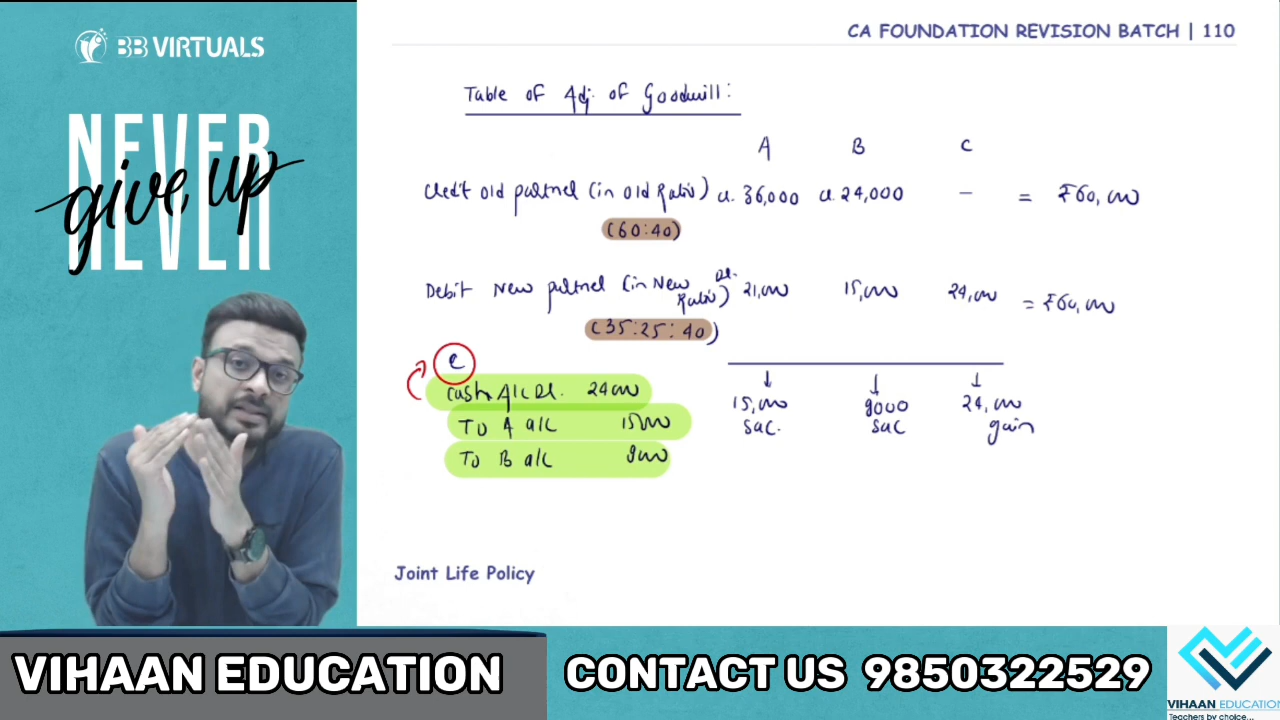 BB VIRTUALS
CA FOUNDATION REVISION BATCH | 110
NEVER
give up
NEVER
Table of Adj. of Goodwill:
A B C
Credit old partner (in old Ratio) cr. 36,000 cr. 24,000 – = ₹60,000
(60:40)
Debit New partner (in New Ratio) Dr. 21,000 15,000 24,000 = ₹60,000
(35:25:40)
C
Cash A/c Dr. 24000
To A a/c 15000
To B a/c 9000
15,000 9000 24,000
sac. sac gain
Joint Life Policy
VIHAAN EDUCATION
CONTACT US 9850322529
VIHAAN EDUCATION
Teachers by choice...